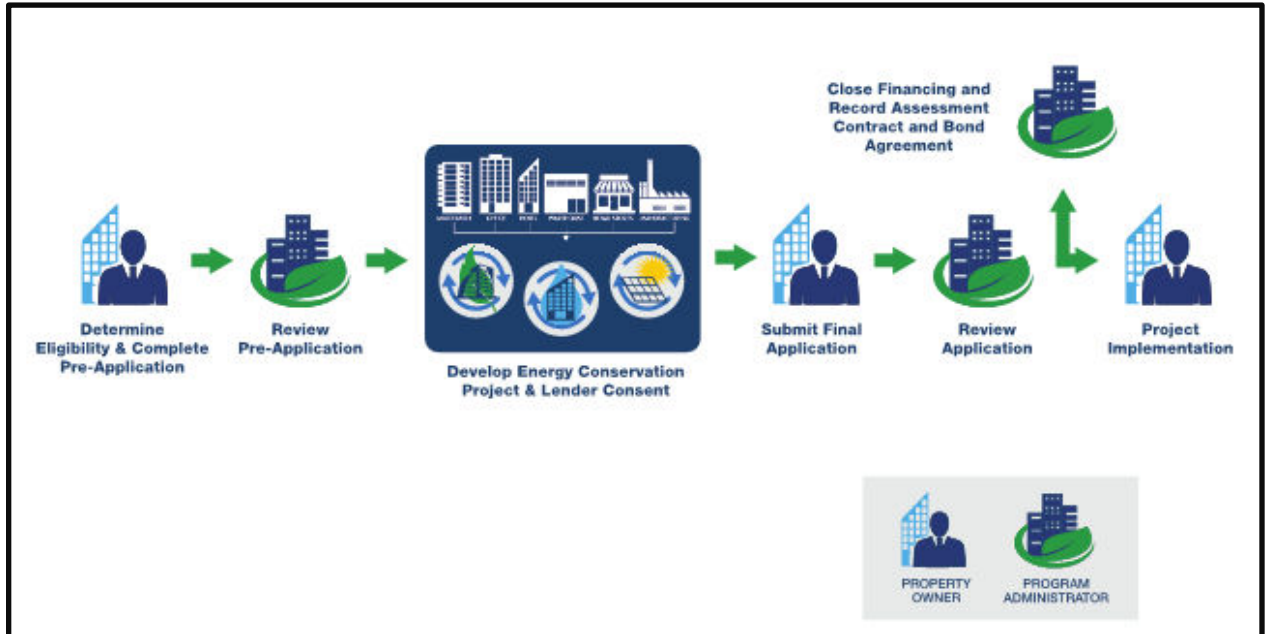 Close Financing and
Record Assessment
Contract and Bond
Agreement
Determine
Eligibility & Complete
Pre-Application
Review
Pre-Application
Develop Energy Conservation
Project & Lender Consent
Submit Final
Application
Review
Application
Project
Implementation
PROPERTY
OWNER
PROGRAM
ADMINISTRATOR